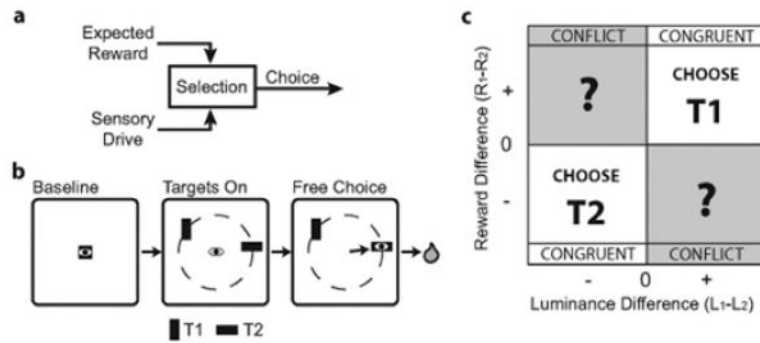 a
Expected
Reward
Selection
Choice
Sensory
Drive
b
Baseline
Targets On
Free Choice
T1
T2
c
CONFLICT
CONGRUENT
?
CHOOSE
T1
CHOOSE
T2
?
CONGRUENT
CONFLICT
Reward Difference (R1-R2)
+
0
-
-
0
+
Luminance Difference (L1-L2)